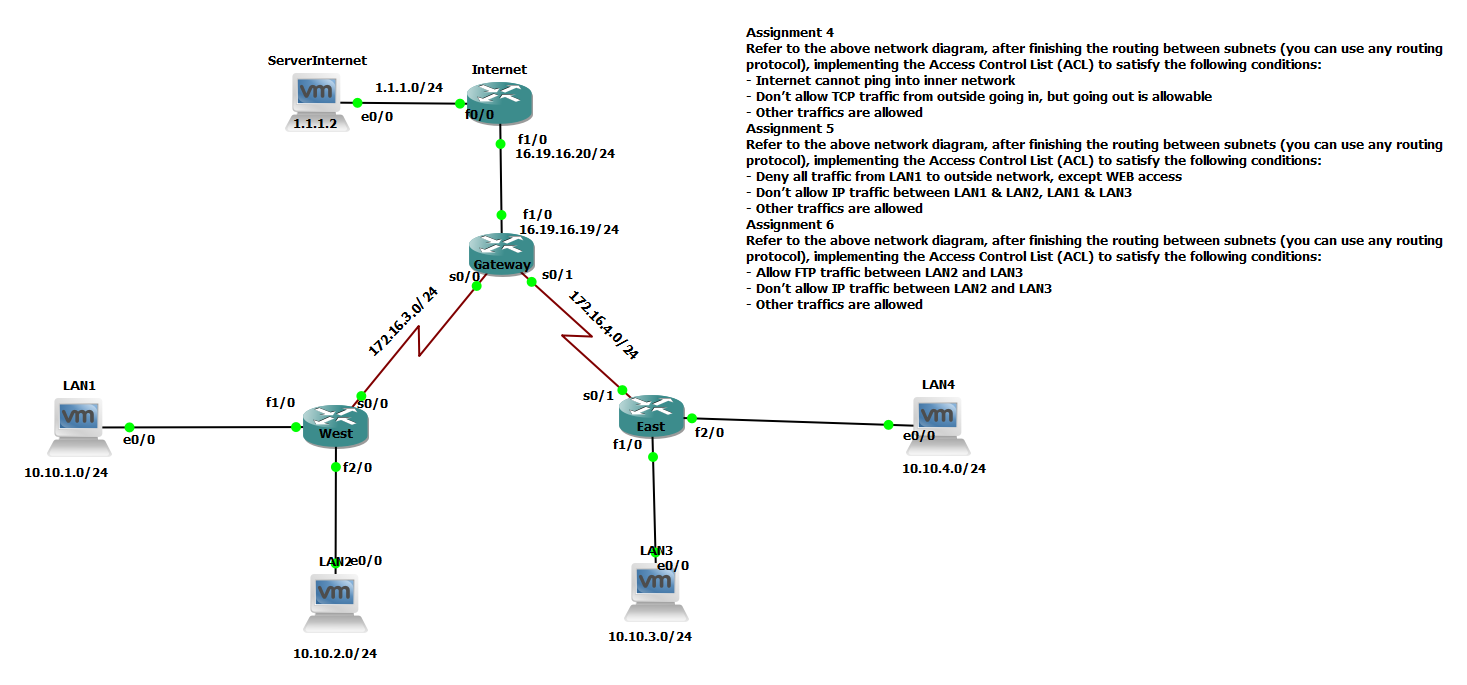 ServerInternet
1.1.1.0/24
e0/0
vm
1.1.1.2
Internet
f0/0
f1/0
16.19.16.20/24
f1/0
16.19.16.19/24
Gateway
s0/0
s0/1
172.16.3.0/24
172.16.4.0/24
LAN1
vm
e0/0
10.10.1.0/24
f1/0
s0/0
West
f2/0
LAN2
e0/0
vm
10.10.2.0/24
s0/1
East
f1/0
f2/0
LAN3
e0/0
vm
10.10.3.0/24
LAN4
vm
e0/0
10.10.4.0/24
Assignment 4
Refer to the above network diagram, after finishing the routing between subnets (you can use any routing
protocol), implementing the Access Control List (ACL) to satisfy the following conditions:
- Internet cannot ping into inner network
- Don't allow TCP traffic from outside going in, but going out is allowable
- Other traffics are allowed
Assignment 5
Refer to the above network diagram, after finishing the routing between subnets (you can use any routing
protocol), implementing the Access Control List (ACL) to satisfy the following conditions:
- Deny all traffic from LAN1 to outside network, except WEB access
- Don't allow IP traffic between LAN1 & LAN2, LAN1 & LAN3
- Other traffics are allowed
Assignment 6
Refer to the above network diagram, after finishing the routing between subnets (you can use any routing
protocol), implementing the Access Control List (ACL) to satisfy the following conditions:
- Allow FTP traffic between LAN2 and LAN3
- Don't allow IP traffic between LAN2 and LAN3
- Other traffics are allowed